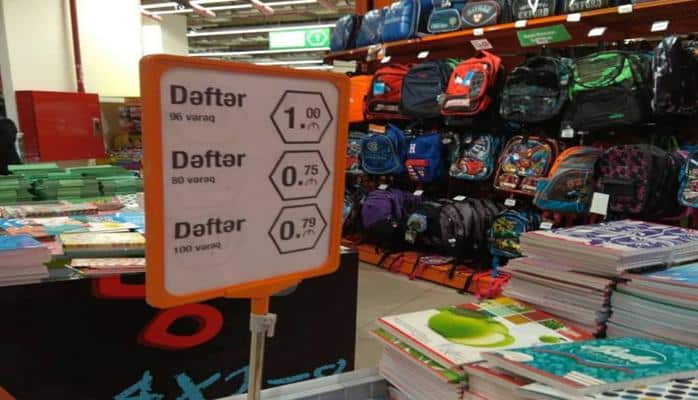 Dəftər
96 vərəq
1.00 ₼
Dəftər
80 vərəq
0.75 ₼
Dəftər
100 vərəq
0.79 ₼